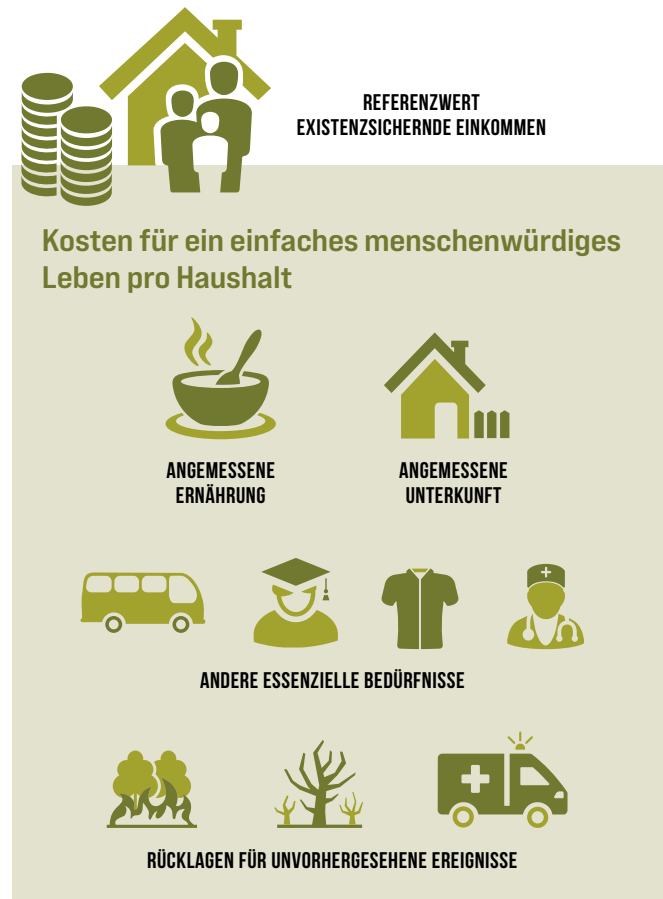 REFERENZWERT
EXISTENZSICHERNDE EINKOMMEN
Kosten für ein einfaches menschenwürdiges
Leben pro Haushalt
ANGEMESSENE
ERNÄHRUNG
ANGEMESSENE
UNTERKUNFT
ANDERE ESSENZIELLE BEDÜRFNISSE
RÜCKLAGEN FÜR UNVORHERGESEHENE EREIGNISSE